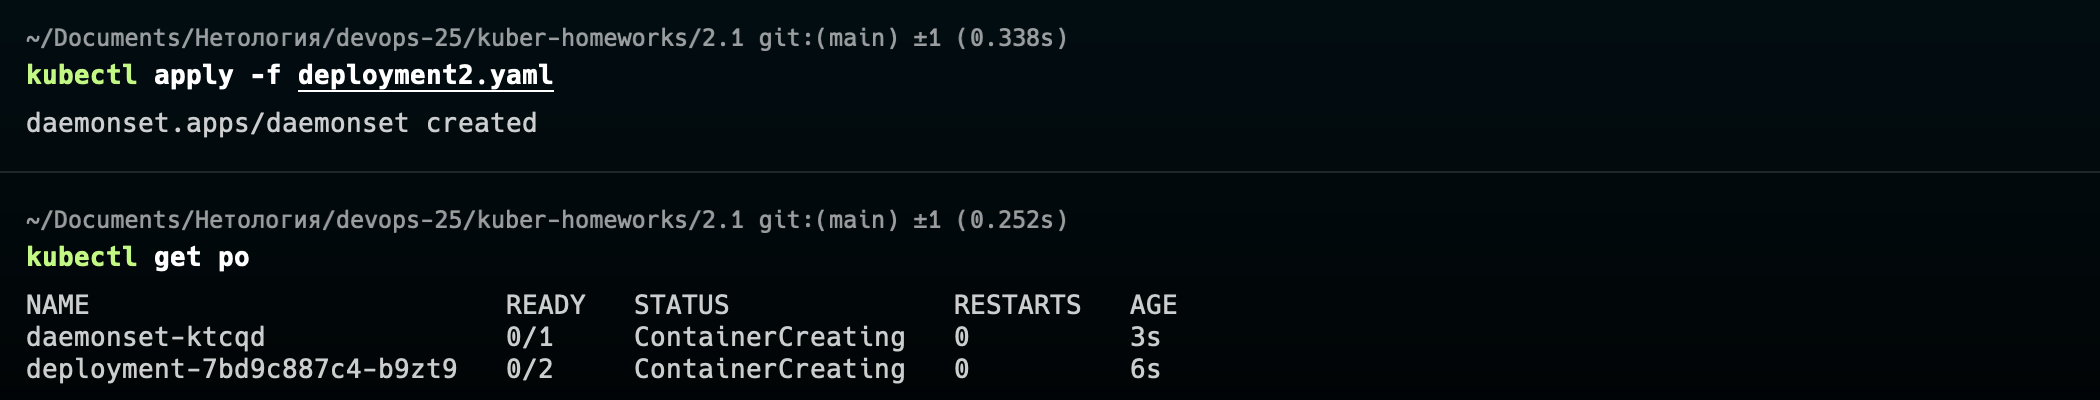 ~/Documents/Нетология/devops-25/kuber-homeworks/2.1 git:(main) ±1 (0.338s)
kubectl apply -f deployment2.yaml
daemonset.apps/daemonset created
~/Documents/Нетология/devops-25/kuber-homeworks/2.1 git:(main) ±1 (0.252s)
kubectl get po
NAME READY STATUS RESTARTS AGE
daemonset-ktcqd 0/1 ContainerCreating 0 3s
deployment-7bd9c887c4-b9zt9 0/2 ContainerCreating 0 6s